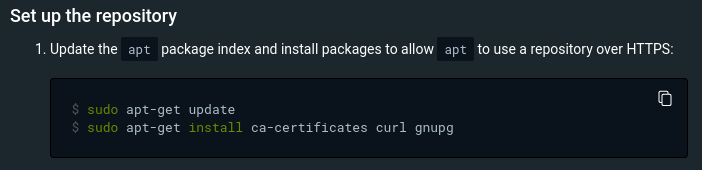 Set up the repository
1. Update the apt package index and install packages to allow apt to use a repository over HTTPS:
$ sudo apt-get update
$ sudo apt-get install ca-certificates curl gnupg